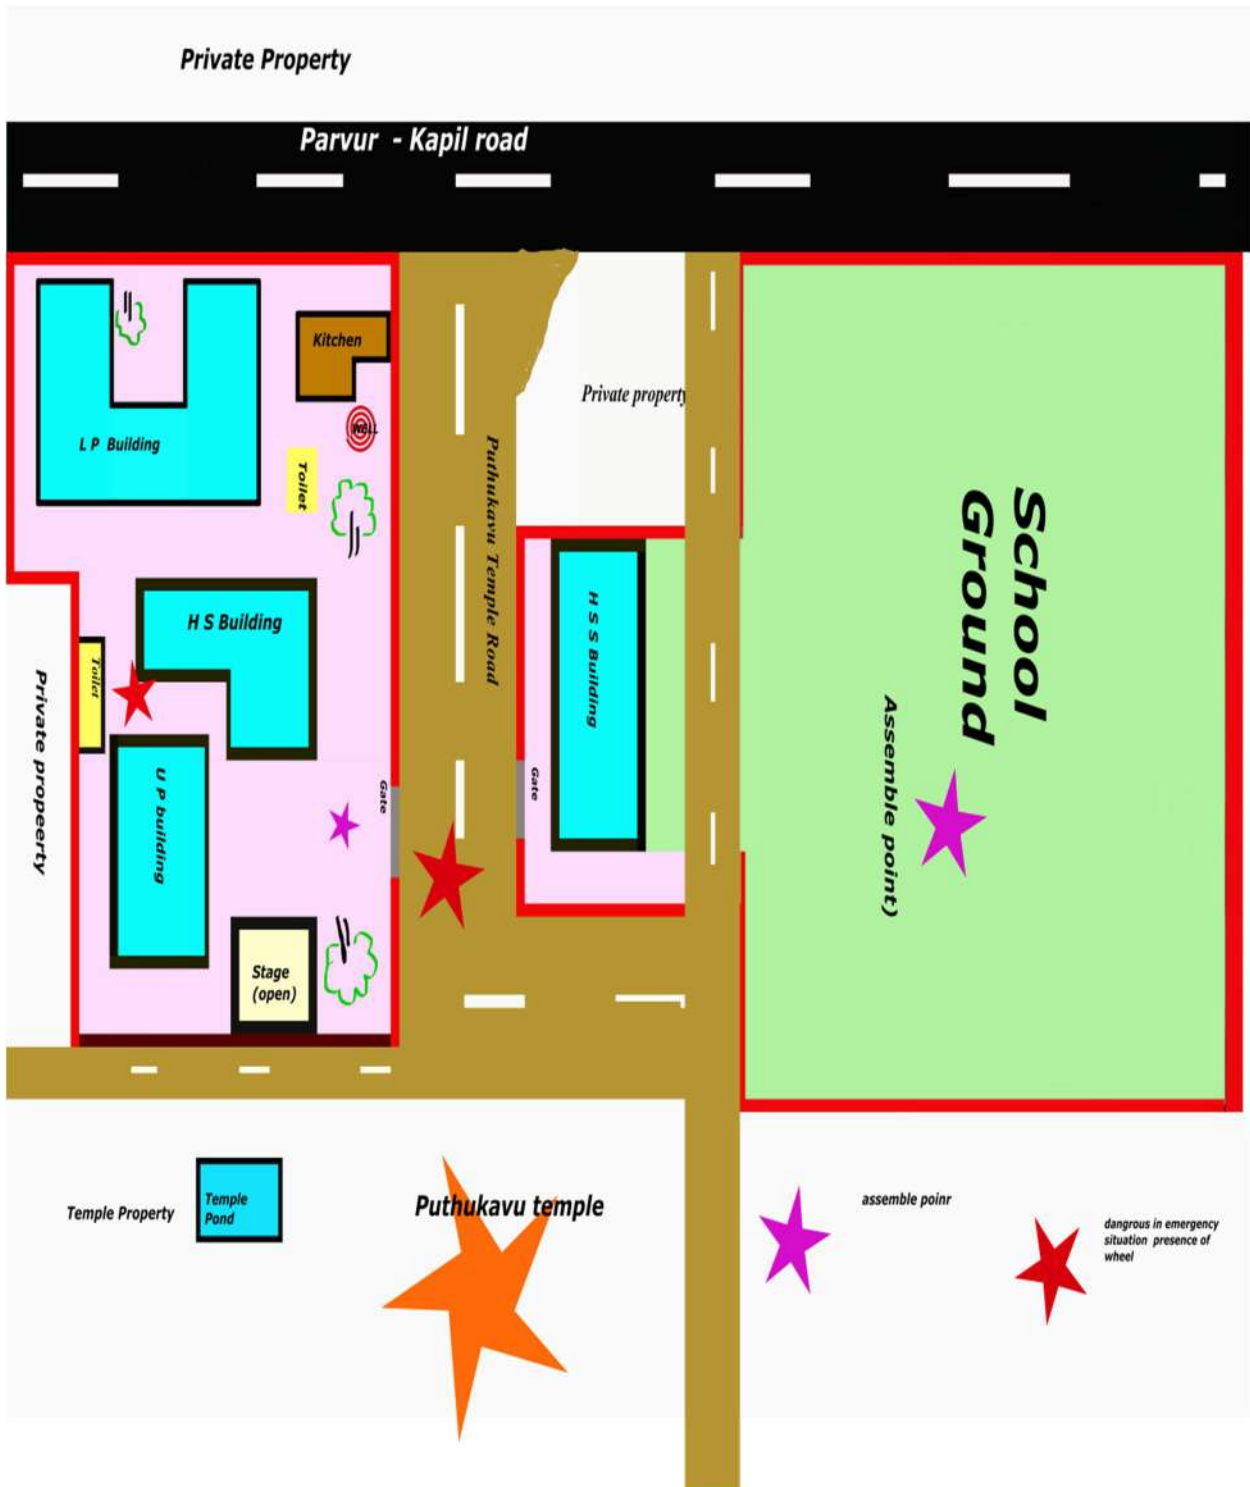 Private Property
Parvur - Kapil road
Kitchen
WELL
L P Building
Toilet
Private property
Puthukavu Temple Road
School
Ground
H S Building
H S S Building
Toilet
Private propeerty
U P building
Gate
Gate
Assemble point)
Stage
(open)
Temple Property
Temple
Pond
Puthukavu temple
assemble poinr
dangrous in emergency
situation presence of
wheel